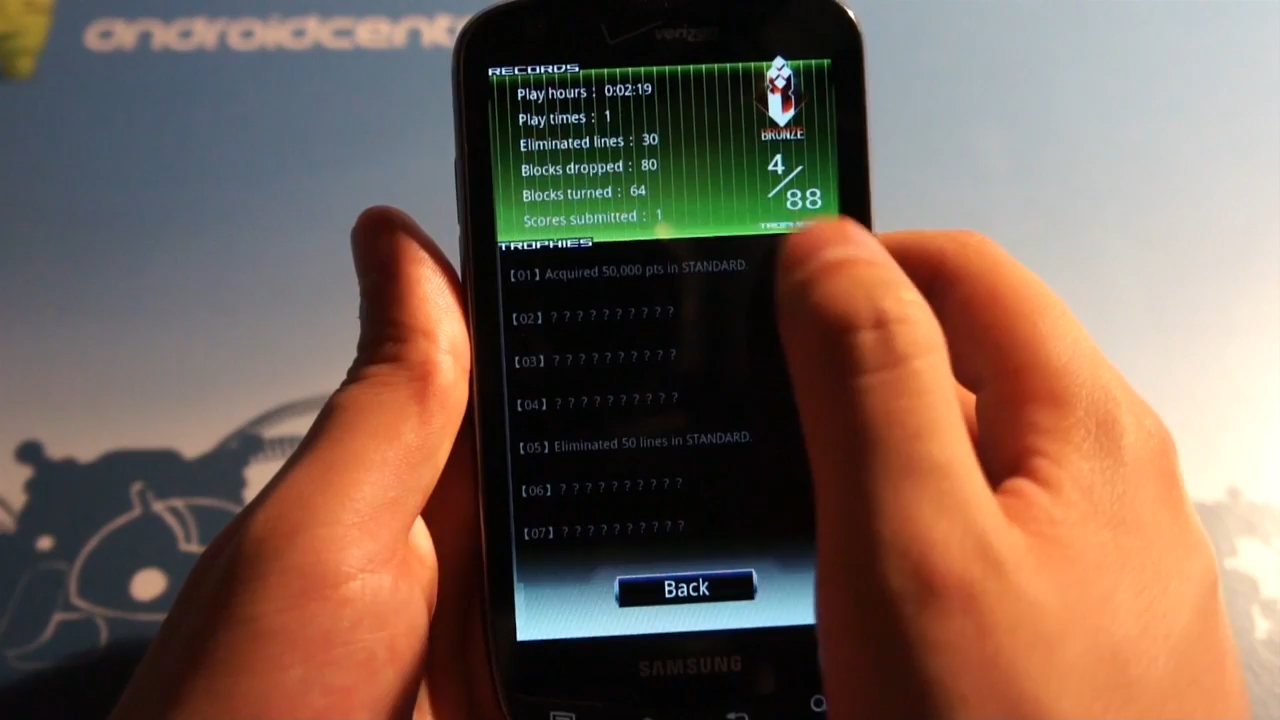 androidcent
verizon
RECORDS
Play hours : 0:02:19
Play times : 1
Eliminated lines : 30
Blocks dropped : 80
Blocks turned : 64
Scores submitted : 1
BRONZE
4/88
TROPHIES
【01】Acquired 50,000 pts in STANDARD.
【02】? ? ? ? ? ? ? ? ? ?
【03】? ? ? ? ? ? ? ? ? ?
【04】? ? ? ? ? ? ? ? ? ?
【05】Eliminated 50 lines in STANDARD.
【06】? ? ? ? ? ? ? ? ? ?
【07】? ? ? ? ? ? ? ? ? ?
Back
SAMSUNG